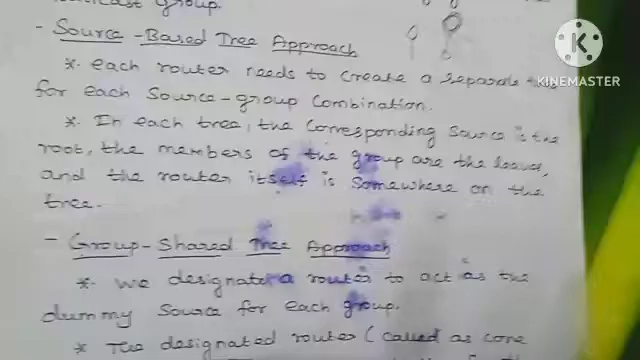 group.
- Source-Based Tree Approach
* each router needs to create a separate
for each Source-group Combination.
* In each tree, the corresponding source is the
root, the members of the group are the leaves,
and the router itself is Somewhere on the
tree.
- Group-Shared Tree Approach
* We designate a router to act as the
dummy Source for each group.
* The designated router (called as core
KINEMASTER